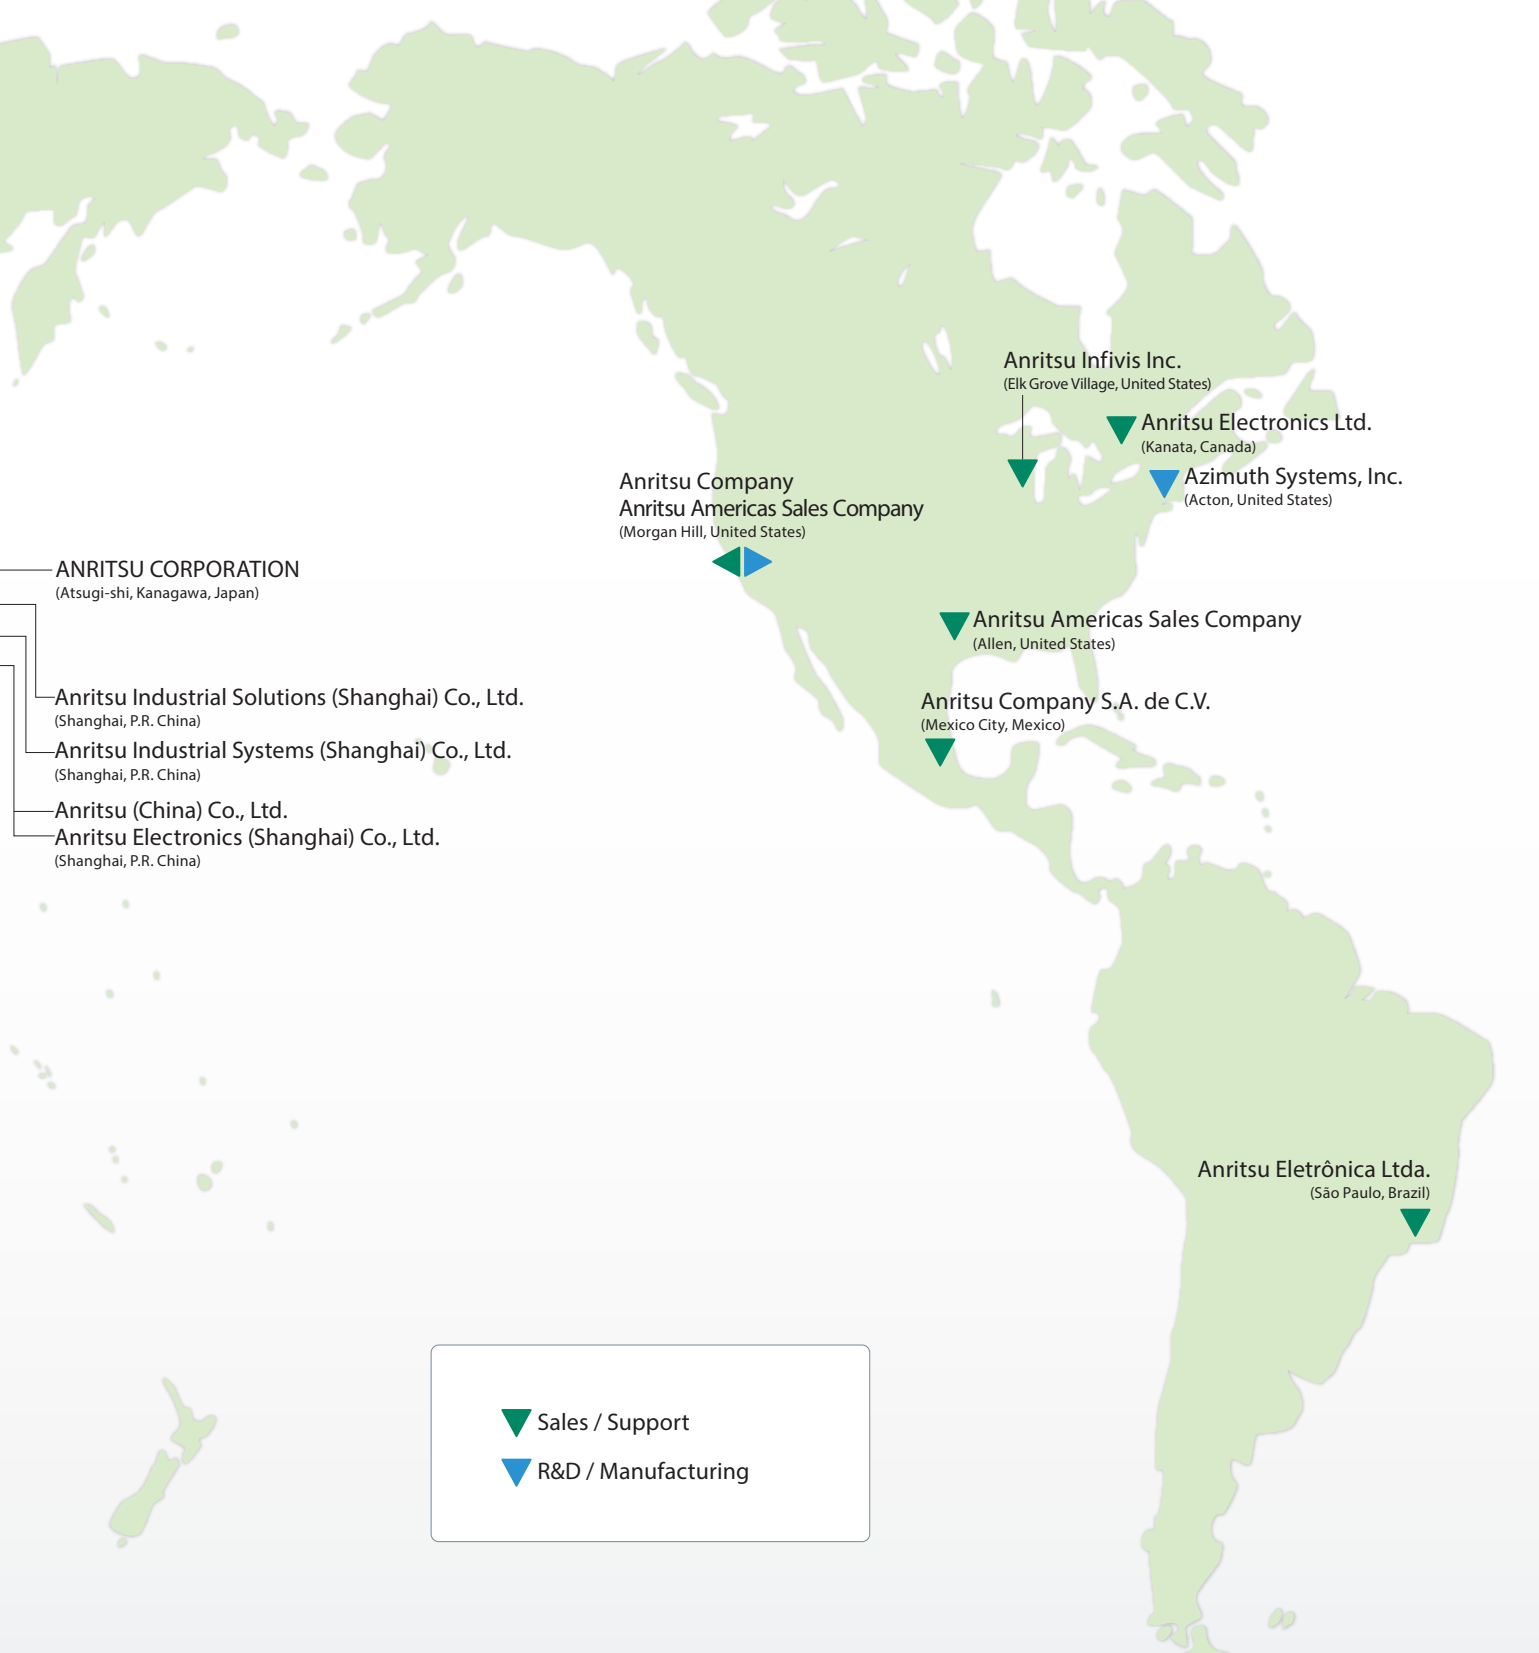 Anritsu Infivis Inc.
(Elk Grove Village, United States)
Anritsu Electronics Ltd.
(Kanata, Canada)
Azimuth Systems, Inc.
(Acton, United States)
Anritsu Company
Anritsu Americas Sales Company
(Morgan Hill, United States)
ANRITSU CORPORATION
(Atsugi-shi, Kanagawa, Japan)
Anritsu Americas Sales Company
(Allen, United States)
Anritsu Industrial Solutions (Shanghai) Co., Ltd.
(Shanghai, P.R. China)
Anritsu Company S.A. de C.V.
(Mexico City, Mexico)
Anritsu Industrial Systems (Shanghai) Co., Ltd.
(Shanghai, P.R. China)
Anritsu (China) Co., Ltd.
Anritsu Electronics (Shanghai) Co., Ltd.
(Shanghai, P.R. China)
Anritsu Eletrônica Ltda.
(São Paulo, Brazil)
Sales / Support
R&D / Manufacturing